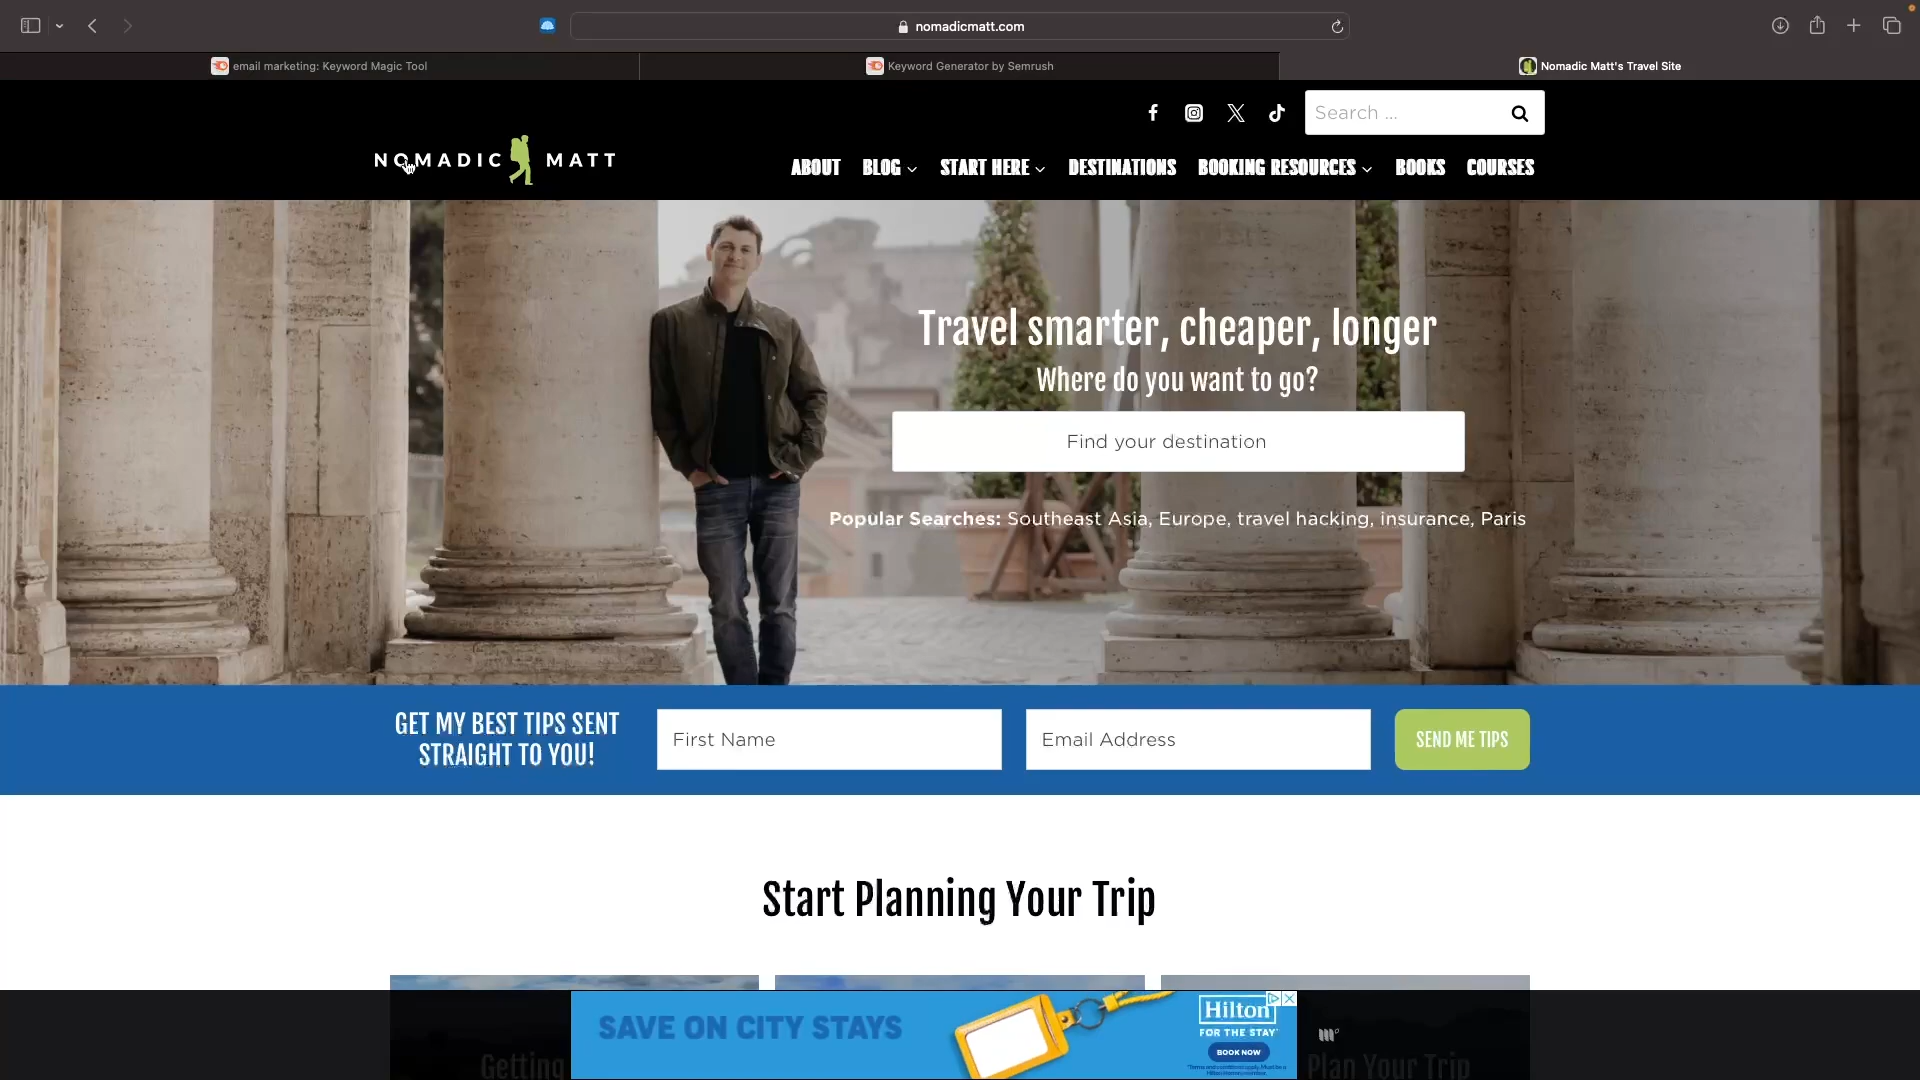 nomadicmatt.com
email marketing: Keyword Magic Tool
Keyword Generator by Semrush
Nomadic Matt's Travel Site
Search ...
NOMADIC MATT
ABOUT
BLOG
START HERE
DESTINATIONS
BOOKING RESOURCES
BOOKS
COURSES
Travel smarter, cheaper, longer
Where do you want to go?
Find your destination
Popular Searches: Southeast Asia, Europe, travel hacking, insurance, Paris
GET MY BEST TIPS SENT
STRAIGHT TO YOU!
First Name
Email Address
SEND ME TIPS
Start Planning Your Trip
SAVE ON CITY STAYS
Hilton
FOR THE STAY
BOOK NOW
Getting
Plan Your Trip